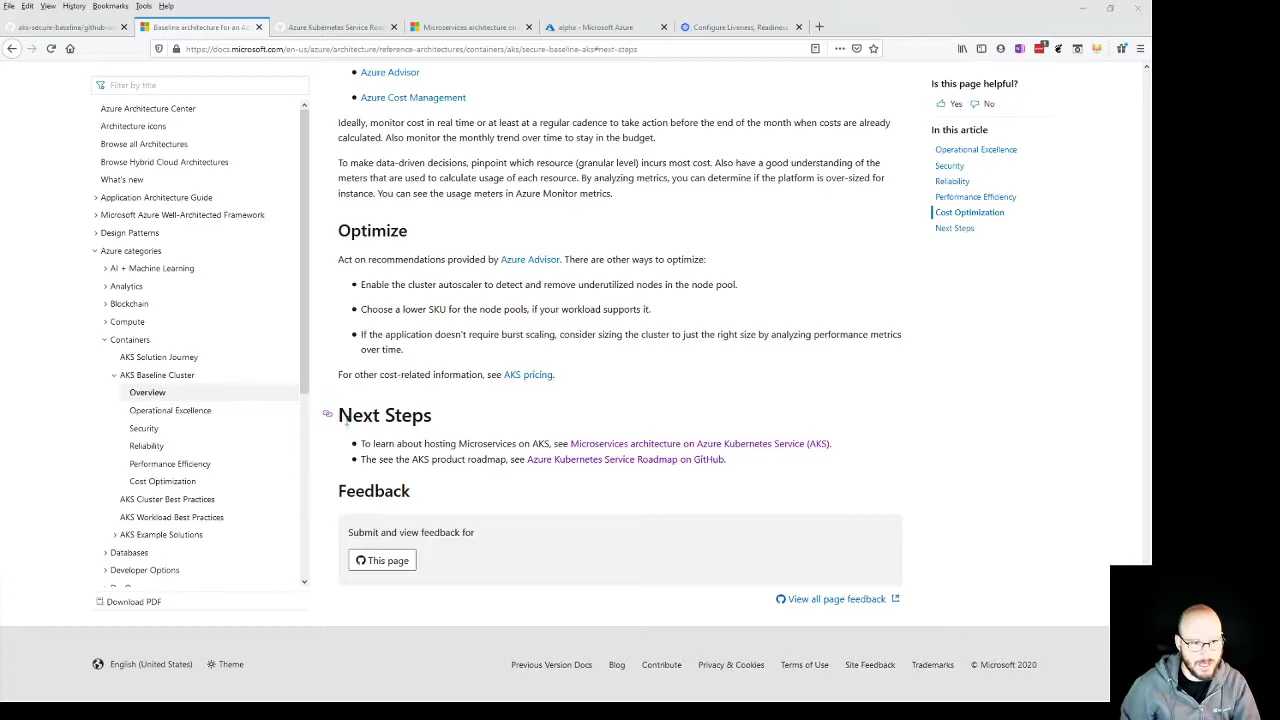 File Edit View History Bookmarks Tools Help
aks-secure-baseline/github-w
Baseline architecture for an Az
Azure Kubernetes Service Roa
Microservices architecture on
alpha - Microsoft Azure
Configure Liveness, Readiness
https://docs.microsoft.com/en-us/azure/architecture/reference-architectures/containers/aks/secure-baseline-aks#next-steps
Filter by title
Azure Architecture Center
Architecture icons
Browse all Architectures
Browse Hybrid Cloud Architectures
What's new
Application Architecture Guide
Microsoft Azure Well-Architected Framework
Design Patterns
Azure categories
AI + Machine Learning
Analytics
Blockchain
Compute
Containers
AKS Solution Journey
AKS Baseline Cluster
Overview
Operational Excellence
Security
Reliability
Performance Efficiency
Cost Optimization
AKS Cluster Best Practices
AKS Workload Best Practices
AKS Example Solutions
Databases
Developer Options
Download PDF
Azure Advisor
Azure Cost Management
Ideally, monitor cost in real time or at least at a regular cadence to take action before the end of the month when costs are already
calculated. Also monitor the monthly trend over time to stay in the budget.
To make data-driven decisions, pinpoint which resource (granular level) incurs most cost. Also have a good understanding of the
meters that are used to calculate usage of each resource. By analyzing metrics, you can determine if the platform is over-sized for
instance. You can see the usage meters in Azure Monitor metrics.
Optimize
Act on recommendations provided by Azure Advisor. There are other ways to optimize:
Enable the cluster autoscaler to detect and remove underutilized nodes in the node pool.
Choose a lower SKU for the node pools, if your workload supports it.
If the application doesn't require burst scaling, consider sizing the cluster to just the right size by analyzing performance metrics
over time.
For other cost-related information, see AKS pricing.
Next Steps
To learn about hosting Microservices on AKS, see Microservices architecture on Azure Kubernetes Service (AKS).
The see the AKS product roadmap, see Azure Kubernetes Service Roadmap on GitHub.
Feedback
Submit and view feedback for
This page
View all page feedback
Is this page helpful?
Yes No
In this article
Operational Excellence
Security
Reliability
Performance Efficiency
Cost Optimization
Next Steps
English (United States) Theme
Previous Version Docs Blog Contribute Privacy & Cookies Terms of Use Site Feedback Trademarks © Microsoft 2020